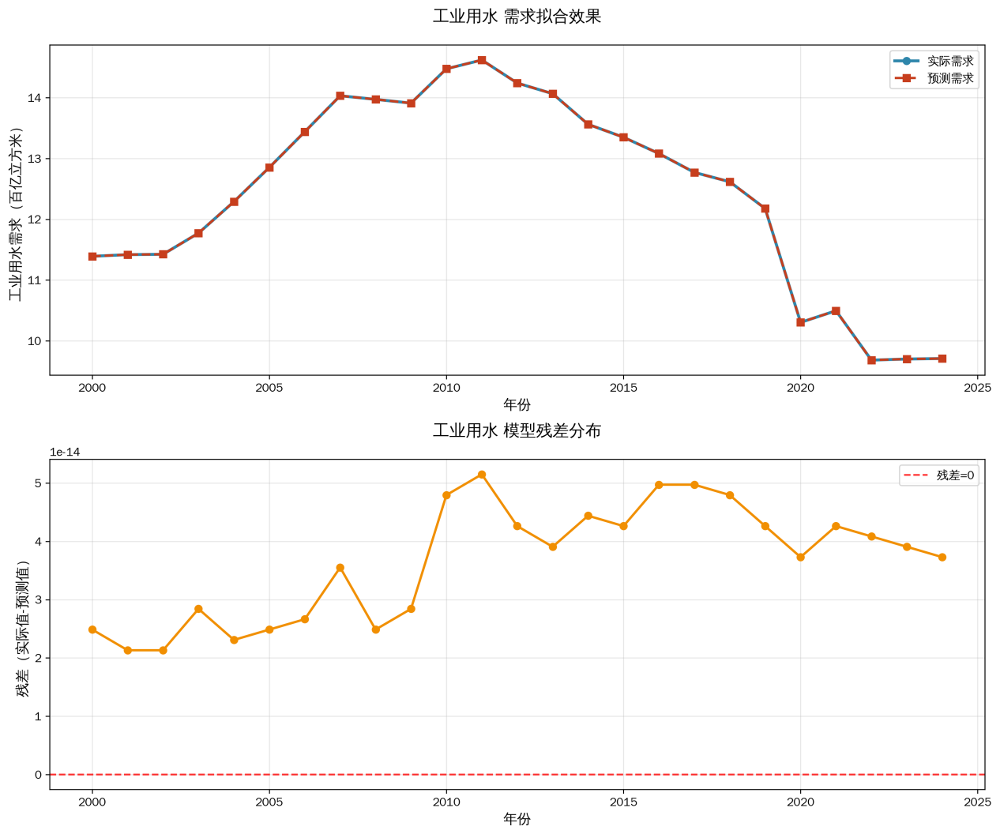 工业用水 需求拟合效果
实际需求
预测需求
工业用水需求（百亿立方米）
14
13
12
11
10
2000
2005
2010
2015
2020
2025
年份
工业用水 模型残差分布
1e-14
残差=0
残差（实际值-预测值）
5
4
3
2
1
0
2000
2005
2010
2015
2020
2025
年份